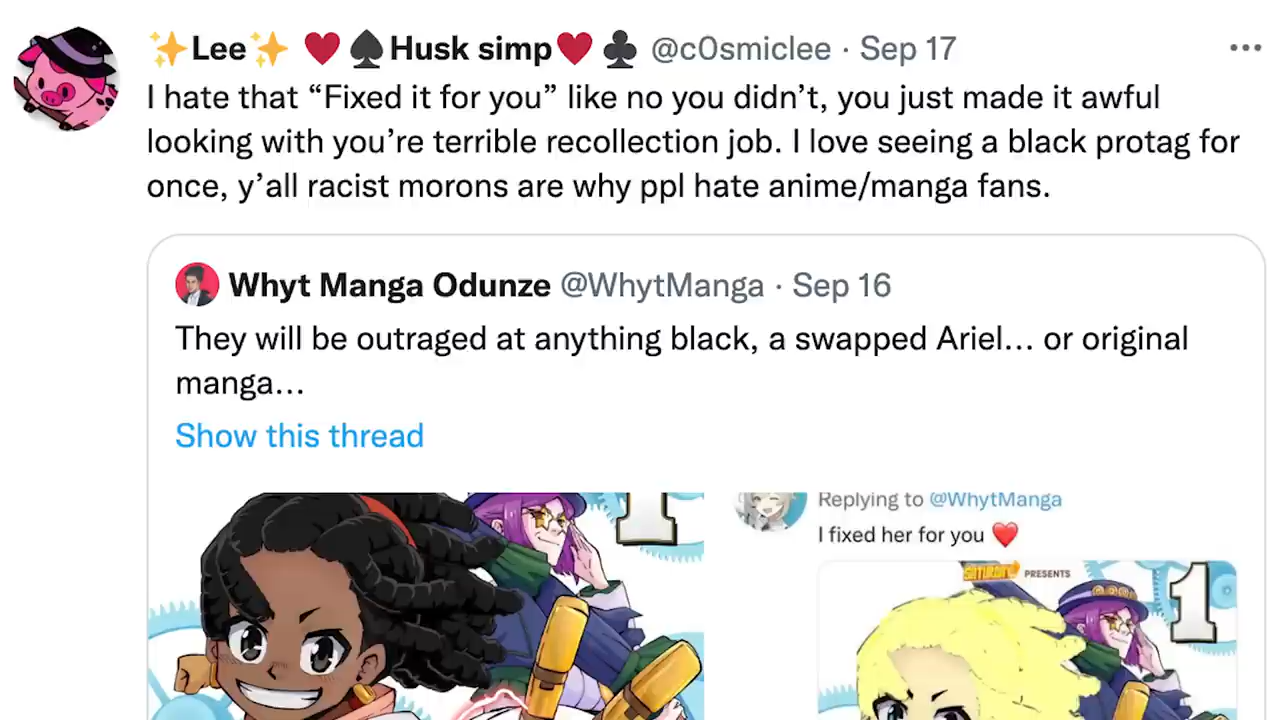 ✨Lee✨ ❤️♠️Husk simp❤️♣️ @c0smiclee · Sep 17
I hate that “Fixed it for you” like no you didn’t, you just made it awful
looking with you’re terrible recollection job. I love seeing a black protag for
once, y’all racist morons are why ppl hate anime/manga fans.
Whyt Manga Odunze @WhytManga · Sep 16
They will be outraged at anything black, a swapped Ariel... or original
manga...
Show this thread
1
Replying to @WhytManga
I fixed her for you ❤️
SATURDAY PRESENTS
1